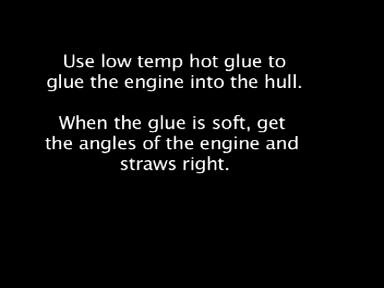 Use low temp hot glue to
glue the engine into the hull.
When the glue is soft, get
the angles of the engine and
straws right.